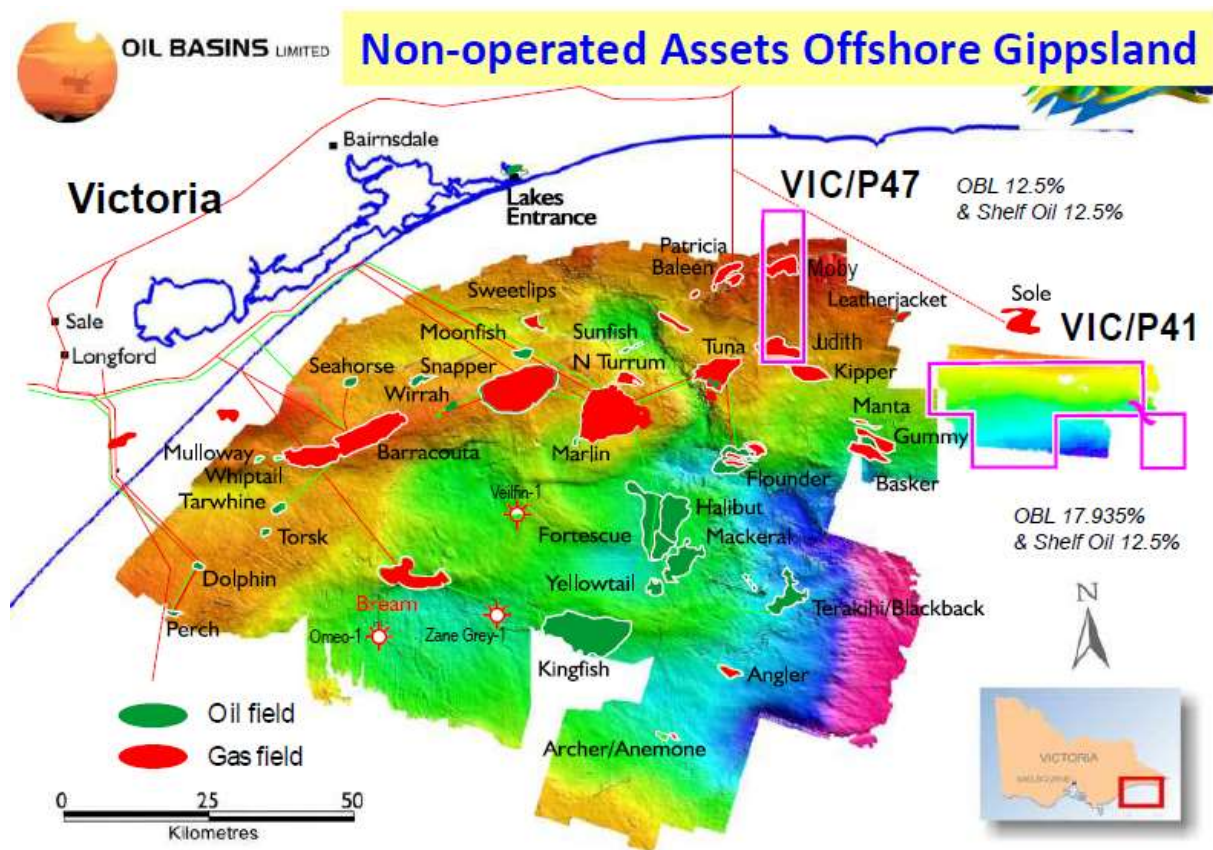 OIL BASINS LIMITED
Non-operated Assets Offshore Gippsland
Bairnsdale
Victoria
Lakes
Entrance
VIC/P47
OBL 12.5%
& Shelf Oil 12.5%
Patricia
Baleen
Moby
Sweetlips
Leatherjacket
Sole
Sale
Moonfish
Sunfish
VIC/P41
Longford
Tuna
Judith
Seahorse
Snapper
N Turrum
Kipper
Wirrah
Manta
Mulloway
Barracouta
Marlin
Gummy
Whiptail
Flounder
Basker
Tarwhine
Veilfin-1
Halibut
OBL 17.935%
& Shelf Oil 12.5%
Torsk
Fortescue
Mackeral
Dolphin
Yellowtail
N
Bream
Terakihi/Blackback
Perch
Omeo-1
Zane Grey-1
Kingfish
Angler
Oil field
Gas field
Archer/Anemone
VICTORIA
MELBOURNE
0
25
50
Kilometres